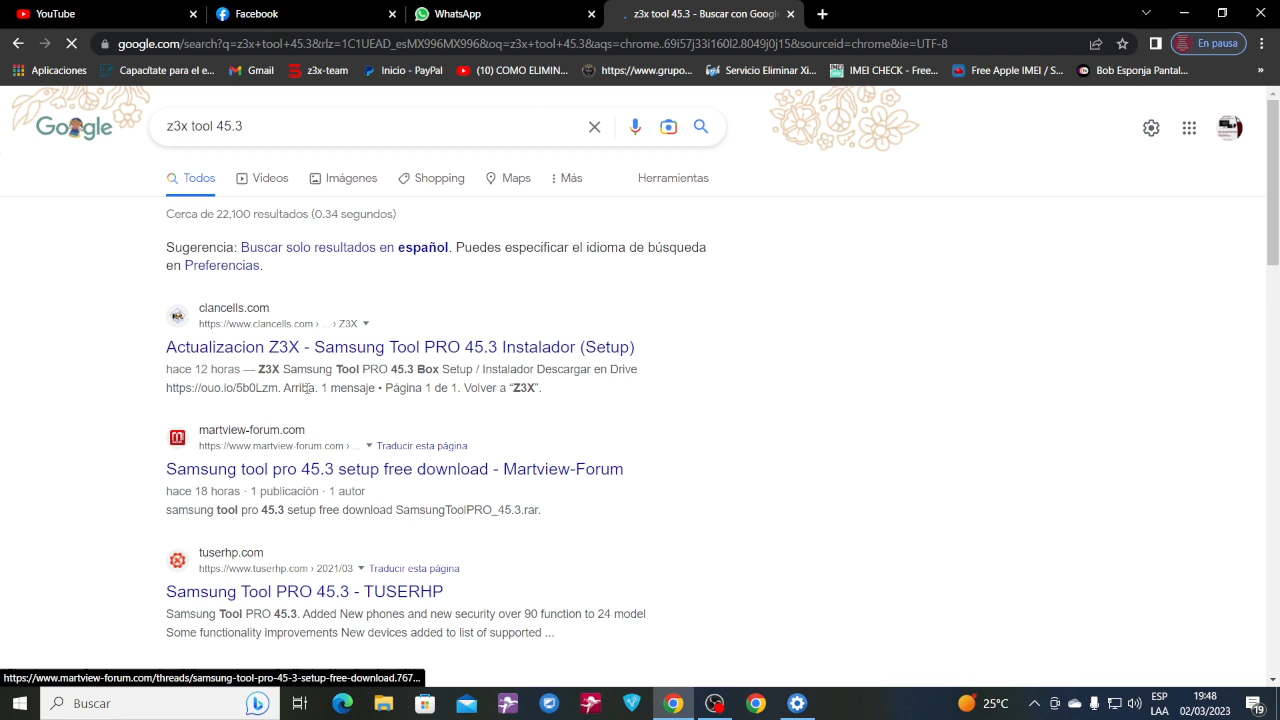 YouTube
Facebook
WhatsApp
z3x tool 45.3 - Buscar con Google
google.com/search?q=z3x+tool+45.3&rlz=1C1UEAD_esMX996MX996&oq=z3x+tool+45.3&aqs=chrome..69i57j33i160l2.8049j0j15&sourceid=chrome&ie=UTF-8
En pausa
Aplicaciones
Capacítate para el e...
Gmail
z3x-team
Inicio - PayPal
(10) COMO ELIMIN...
https://www.grupo...
Servicio Eliminar Xi...
IMEI CHECK - Free...
Free Apple IMEI / S...
Bob Esponja Pantal...
»
Google
z3x tool 45.3
Todos
Videos
Imágenes
Shopping
Maps
Más
Herramientas
Cerca de 22,100 resultados (0.34 segundos)
Sugerencia: Buscar solo resultados en español. Puedes especificar el idioma de búsqueda
en Preferencias.
clancells.com
https://www.clancells.com › ... › Z3X
Actualizacion Z3X - Samsung Tool PRO 45.3 Instalador (Setup)
hace 12 horas — Z3X Samsung Tool PRO 45.3 Box Setup / Instalador Descargar en Drive
https://ouo.io/5b0Lzm. Arriba. 1 mensaje • Página 1 de 1. Volver a “Z3X”.
martview-forum.com
https://www.martview-forum.com › ... Traducir esta página
Samsung tool pro 45.3 setup free download - Martview-Forum
hace 18 horas · 1 publicación · 1 autor
samsung tool pro 45.3 setup free download SamsungToolPRO_45.3.rar.
tuserhp.com
https://www.tuserhp.com › 2021/03 Traducir esta página
Samsung Tool PRO 45.3 - TUSERHP
Samsung Tool PRO 45.3. Added New phones and new security over 90 function to 24 model
Some functionality improvements New devices added to list of supported ...
https://www.martview-forum.com/threads/samsung-tool-pro-45-3-setup-free-download.767...
Buscar
25°C
ESP
LAA
19:48
02/03/2023
19